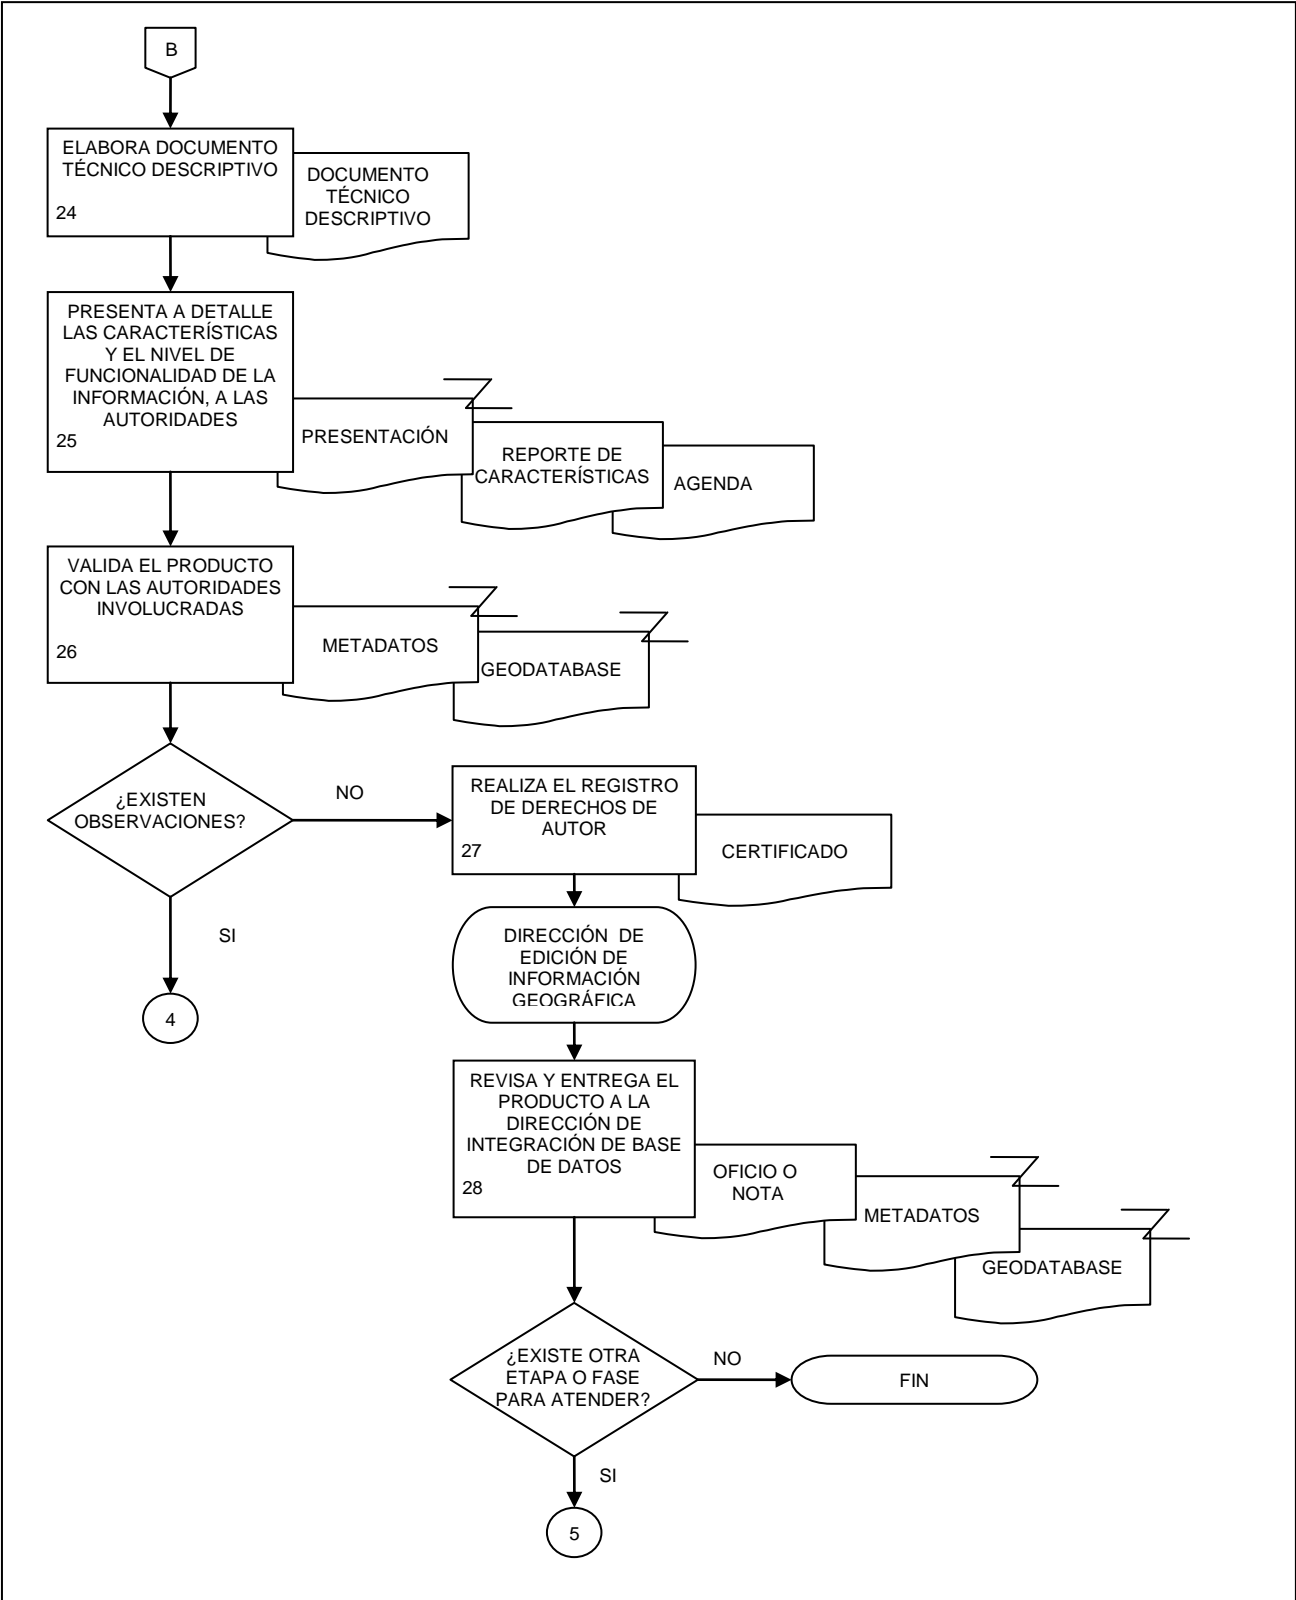 B
ELABORA DOCUMENTO
TÉCNICO DESCRIPTIVO
24
DOCUMENTO
TÉCNICO
DESCRIPTIVO
PRESENTA A DETALLE
LAS CARACTERÍSTICAS
Y EL NIVEL DE
FUNCIONALIDAD DE LA
INFORMACIÓN, A LAS
AUTORIDADES
25
PRESENTACIÓN
REPORTE DE
CARACTERÍSTICAS
AGENDA
VALIDA EL PRODUCTO
CON LAS AUTORIDADES
INVOLUCRADAS
26
METADATOS
GEODATABASE
¿EXISTEN
OBSERVACIONES?
NO
SI
4
REALIZA EL REGISTRO
DE DERECHOS DE
AUTOR
27
CERTIFICADO
DIRECCIÓN DE
EDICIÓN DE
INFORMACIÓN
GEOGRÁFICA
REVISA Y ENTREGA EL
PRODUCTO A LA
DIRECCIÓN DE
INTEGRACIÓN DE BASE
DE DATOS
28
OFICIO O
NOTA
METADATOS
GEODATABASE
¿EXISTE OTRA
ETAPA O FASE
PARA ATENDER?
NO
FIN
SI
5